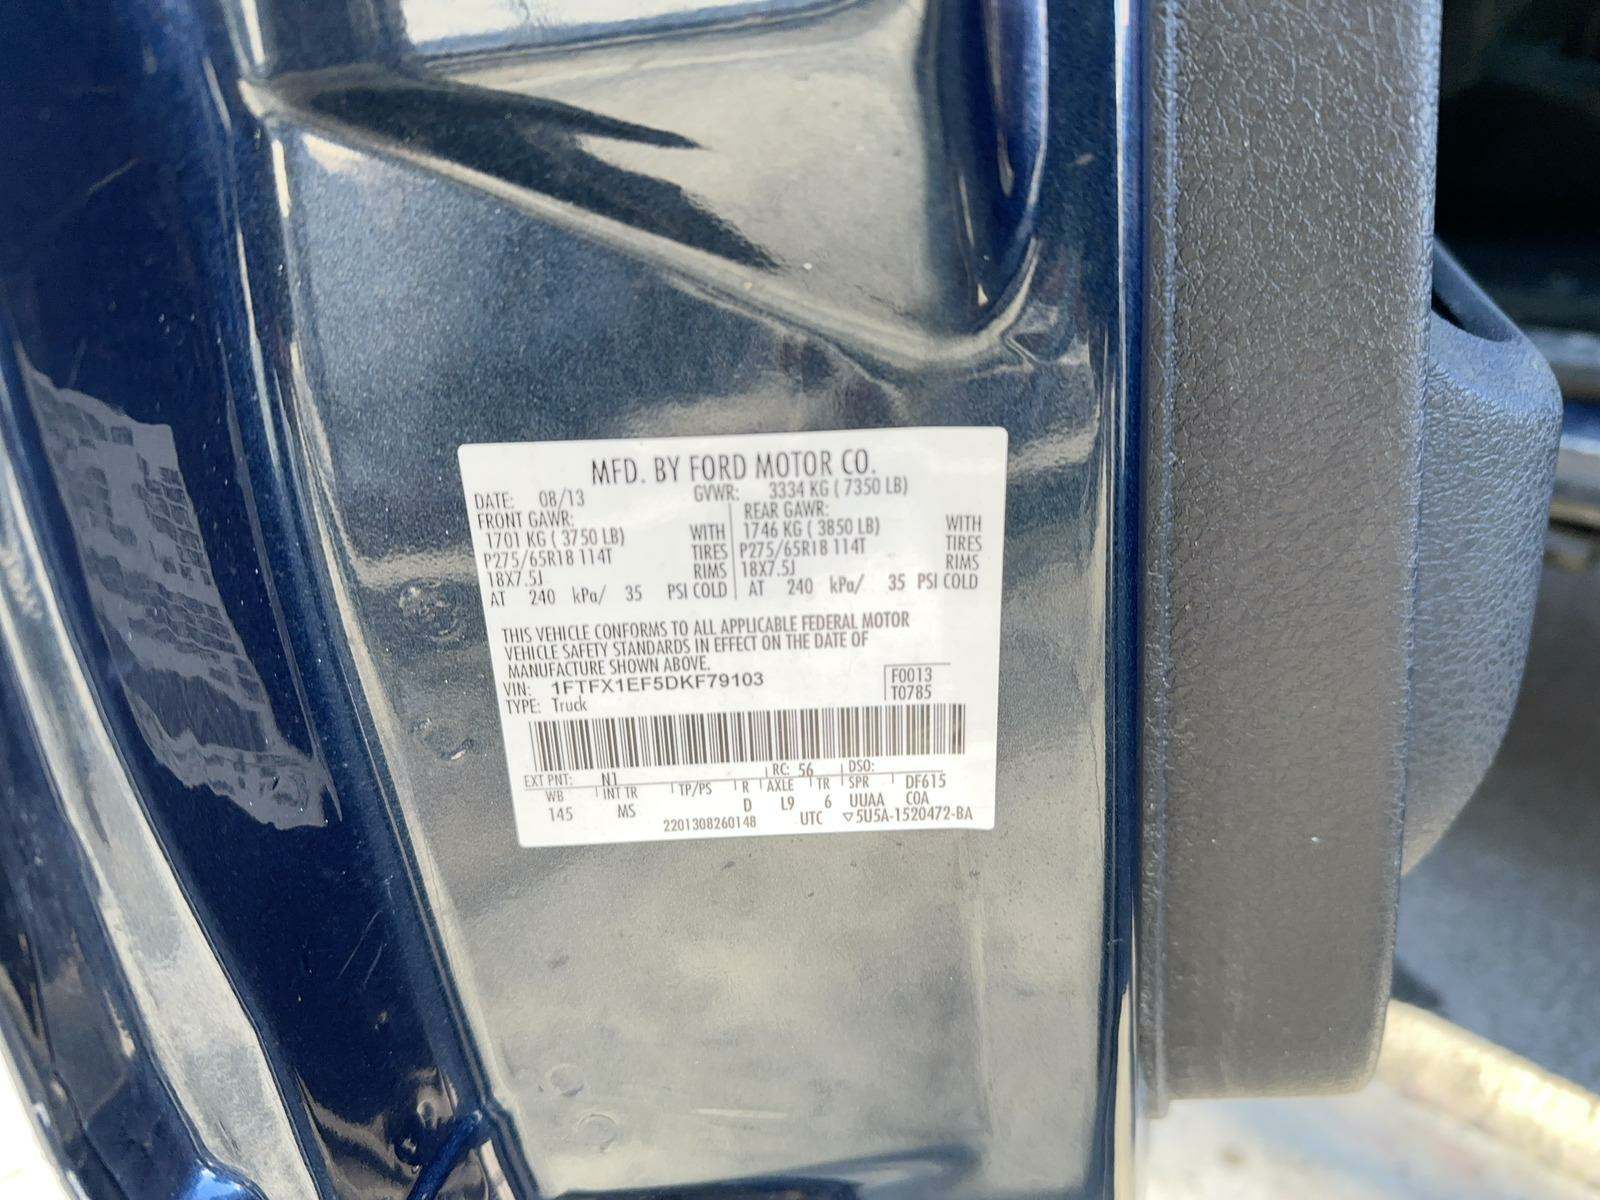 MFD. BY FORD MOTOR CO.
DATE: 08/13 GVWR: 3334 KG ( 7350 LB)
FRONT GAWR: REAR GAWR:
1701 KG ( 3750 LB) WITH 1746 KG ( 3850 LB) WITH
P275/65R18 114T TIRES P275/65R18 114T TIRES
18X7.5J RIMS 18X7.5J RIMS
AT 240 kPa/ 35 PSI COLD AT 240 kPa/ 35 PSI COLD
THIS VEHICLE CONFORMS TO ALL APPLICABLE FEDERAL MOTOR
VEHICLE SAFETY STANDARDS IN EFFECT ON THE DATE OF
MANUFACTURE SHOWN ABOVE.
VIN: 1FTFX1EF5DKF79103 F0013
TYPE: Truck T0785
EXT PNT: N1 RC: 56 DSO:
WB INT TR TP/PS R AXLE TR SPR DF615
145 MS D L9 6 UUAA C0A
2201308260148 UTC ▽5U5A-1520472-BA